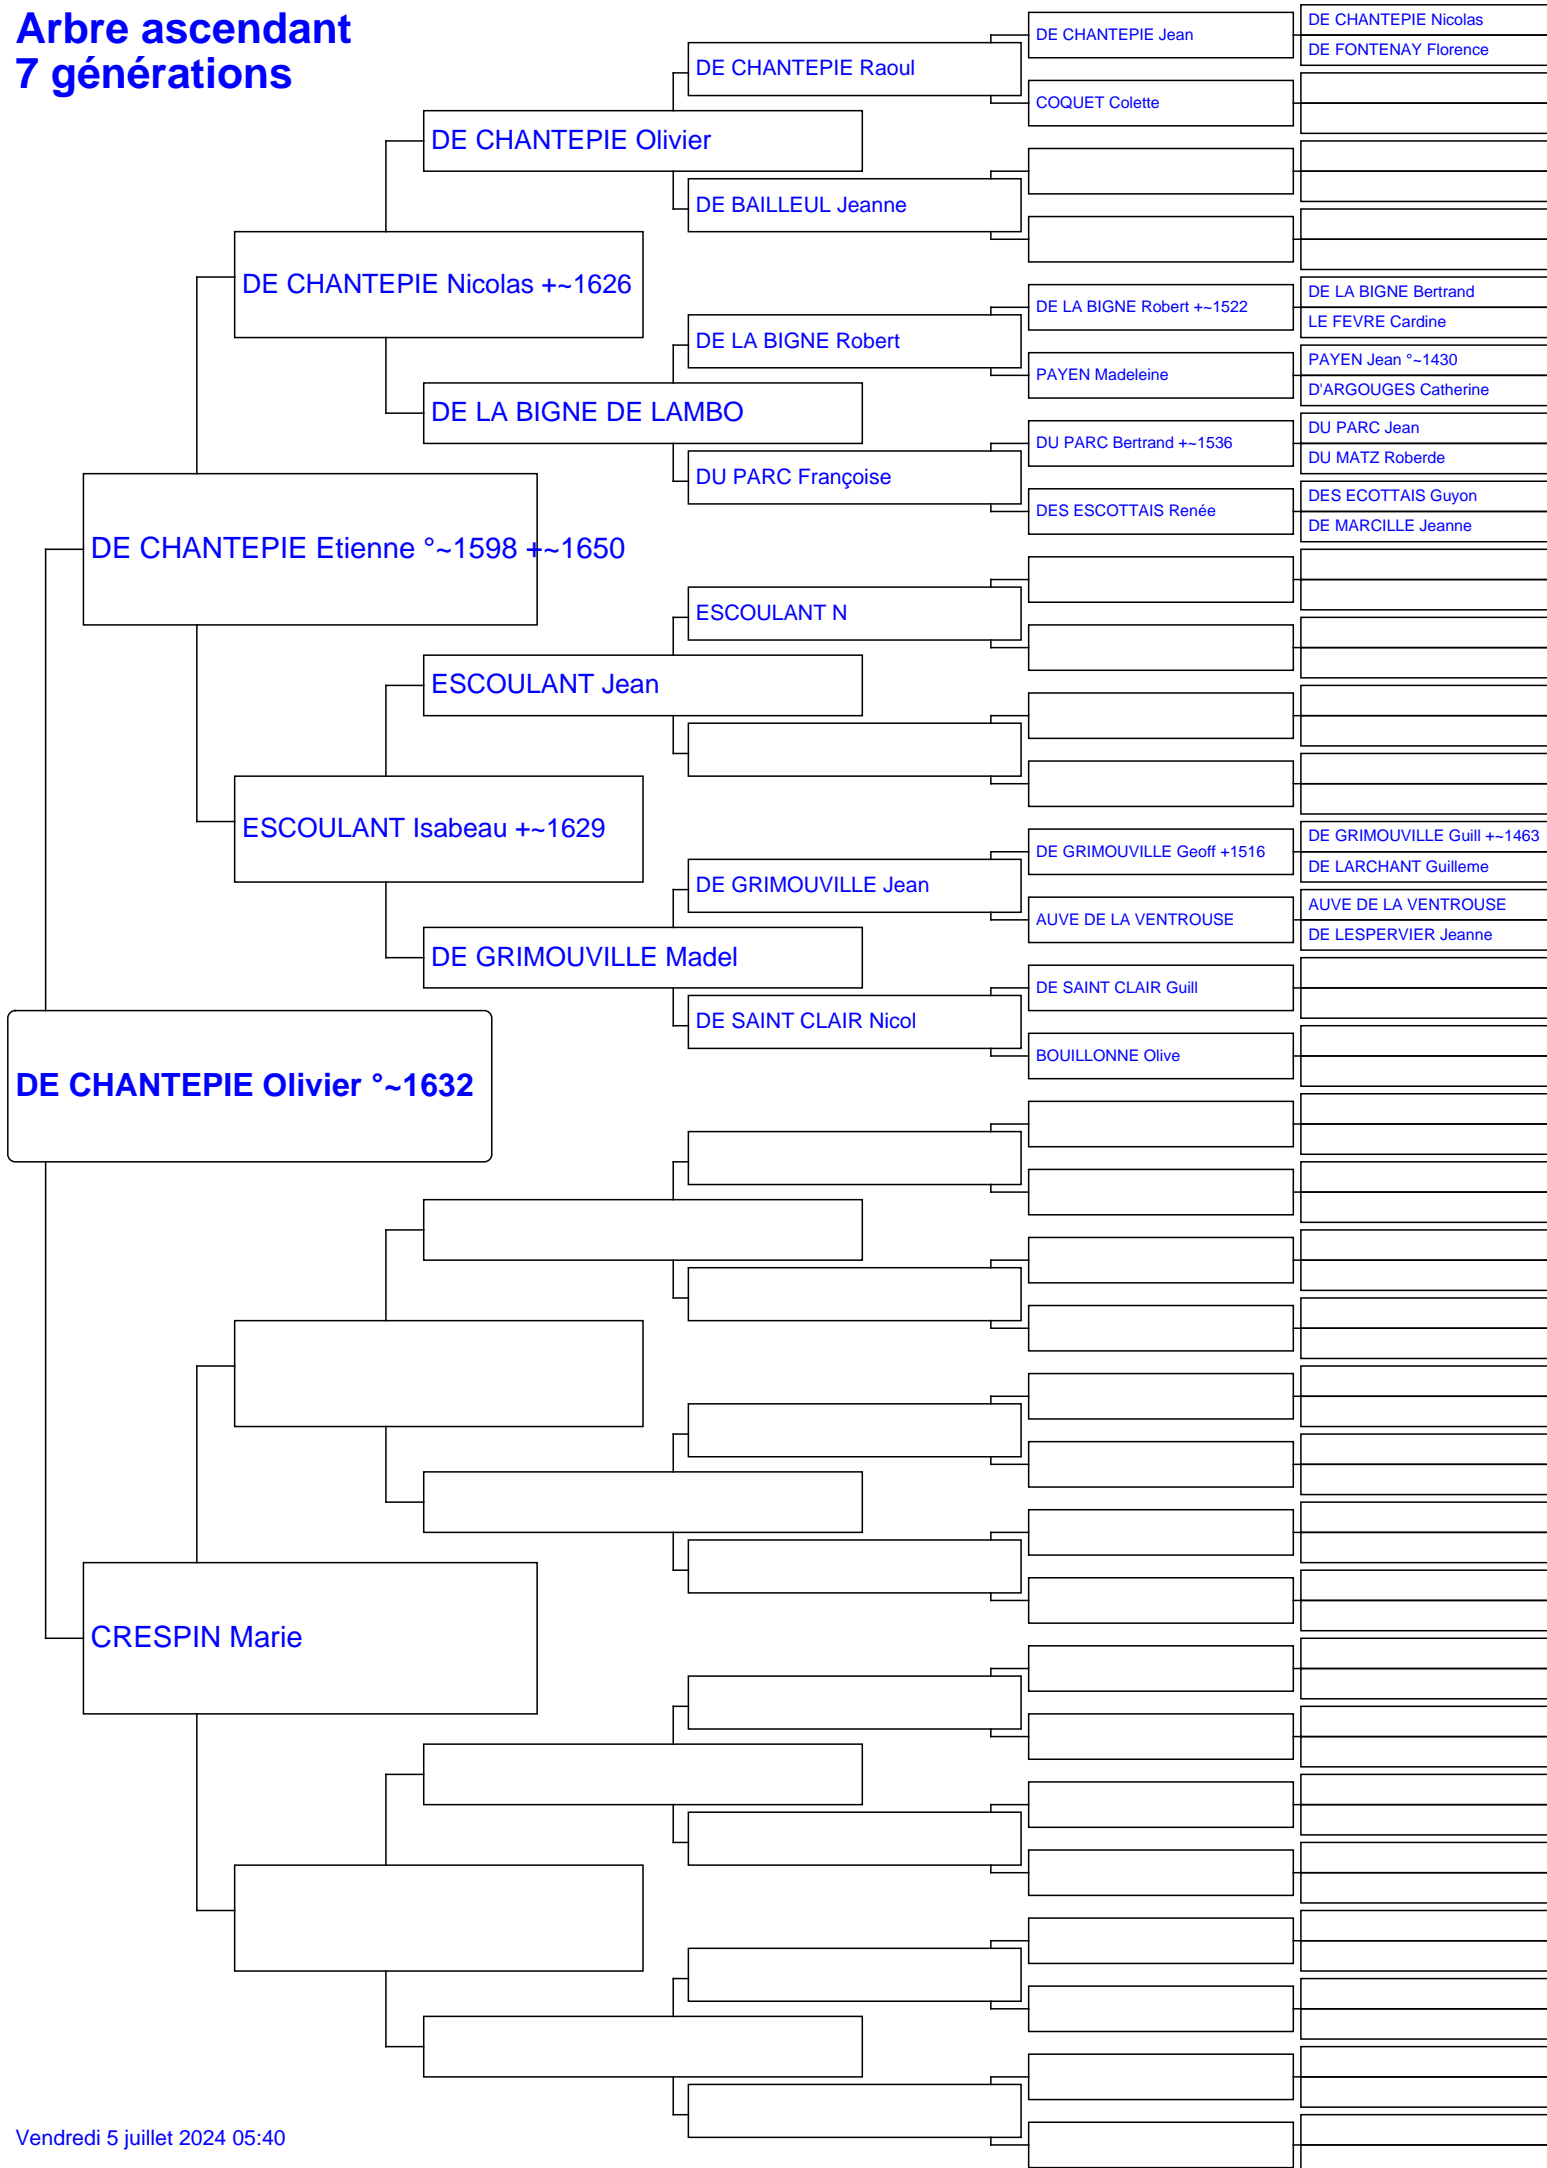 Arbre ascendant
7 générations
DE CHANTEPIE Olivier °~1632
DE CHANTEPIE Etienne °~1598 +~1650
CRESPIN Marie
DE CHANTEPIE Nicolas +~1626
ESCOULANT Isabeau +~1629
DE CHANTEPIE Olivier
DE LA BIGNE DE LAMBO
ESCOULANT Jean
DE GRIMOUVILLE Madel
DE CHANTEPIE Raoul
DE BAILLEUL Jeanne
DE LA BIGNE Robert
DU PARC Françoise
ESCOULANT N
DE GRIMOUVILLE Jean
DE SAINT CLAIR Nicol
DE CHANTEPIE Jean
COQUET Colette
DE LA BIGNE Robert +~1522
PAYEN Madeleine
DU PARC Bertrand +~1536
DES ESCOTTAIS Renée
DE GRIMOUVILLE Geoff +1516
AUVE DE LA VENTROUSE
DE SAINT CLAIR Guill
BOUILLONNE Olive
DE CHANTEPIE Nicolas
DE FONTENAY Florence
DE LA BIGNE Bertrand
LE FEVRE Cardine
PAYEN Jean °~1430
D'ARGOUGES Catherine
DU PARC Jean
DU MATZ Roberde
DES ECOTTAIS Guyon
DE MARCILLE Jeanne
DE GRIMOUVILLE Guill +~1463
DE LARCHANT Guilleme
AUVE DE LA VENTROUSE
DE LESPERVIER Jeanne
Vendredi 5 juillet 2024 05:40